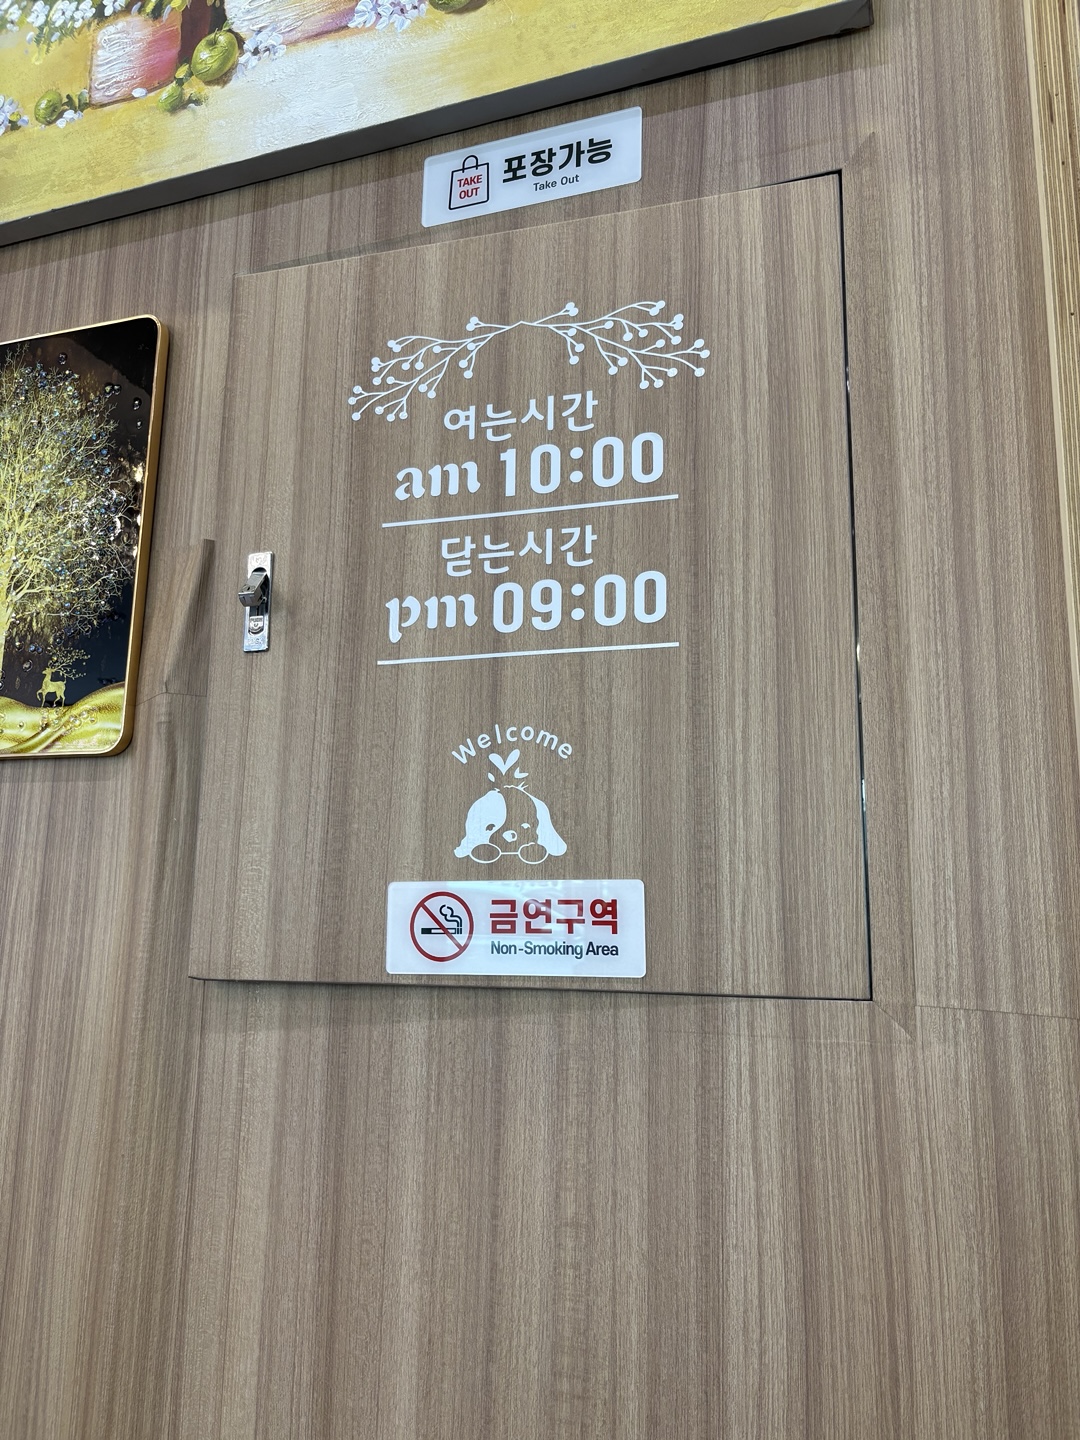 TAKE
OUT
포장가능
Take Out
여는시간
am 10:00
닫는시간
pm 09:00
Welcome
금연구역
Non-Smoking Area